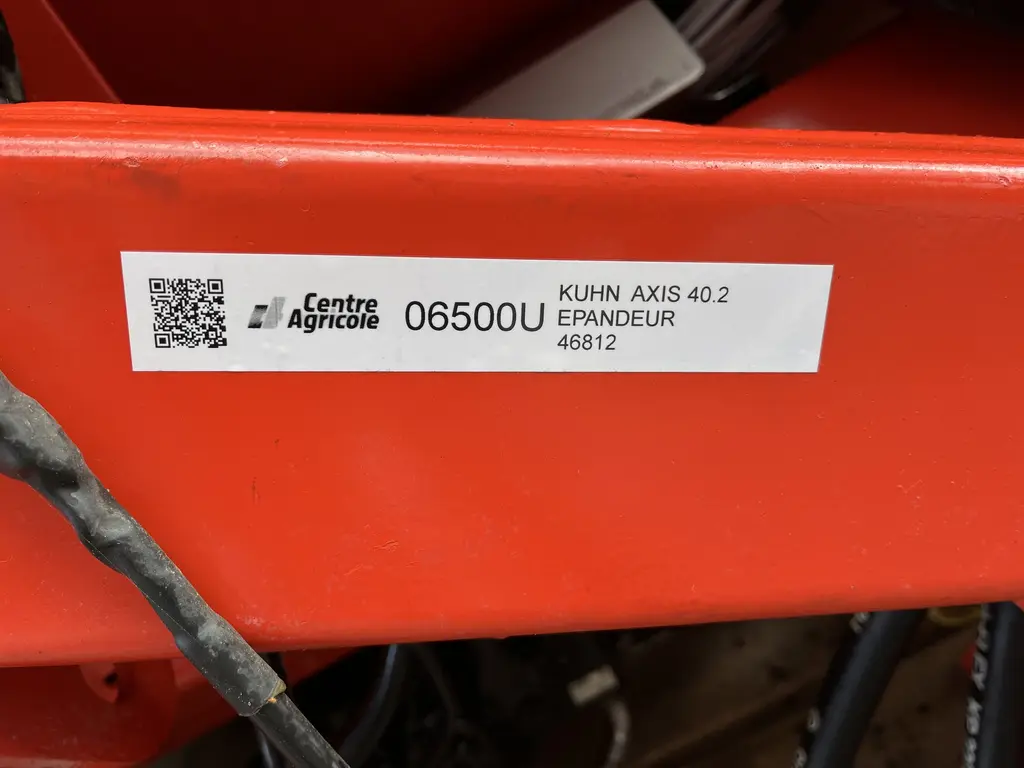 Centre
Agricole
06500U
KUHN AXIS 40.2
EPANDEUR
46812